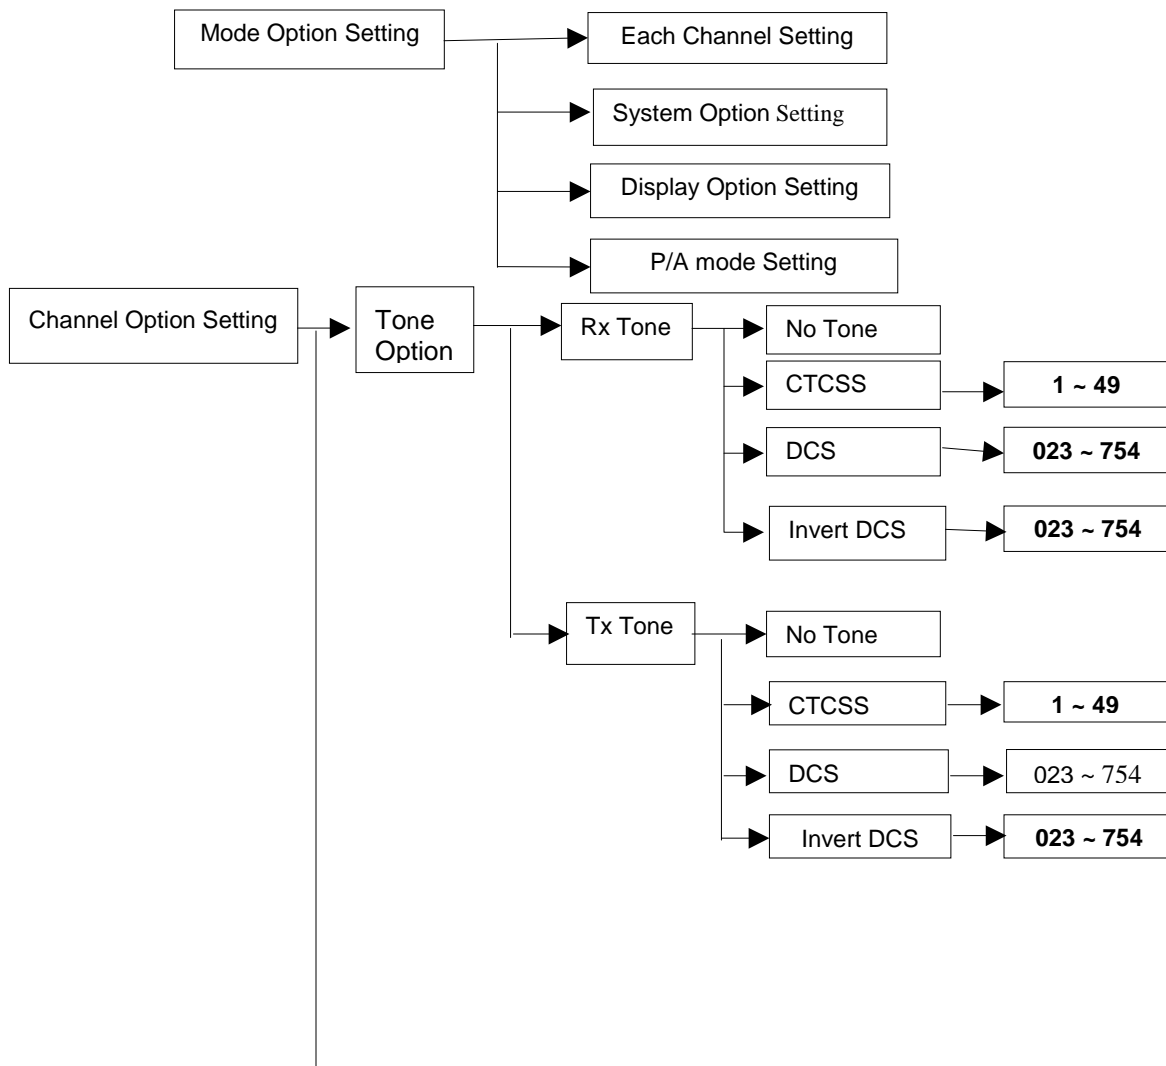 Mode Option Setting
Each Channel Setting
System Option Setting
Display Option Setting
P/A mode Setting
Channel Option Setting
Tone
Option
Rx Tone
No Tone
CTCSS
1 ~ 49
DCS
023 ~ 754
Invert DCS
023 ~ 754
Tx Tone
No Tone
CTCSS
1 ~ 49
DCS
023 ~ 754
Invert DCS
023 ~ 754